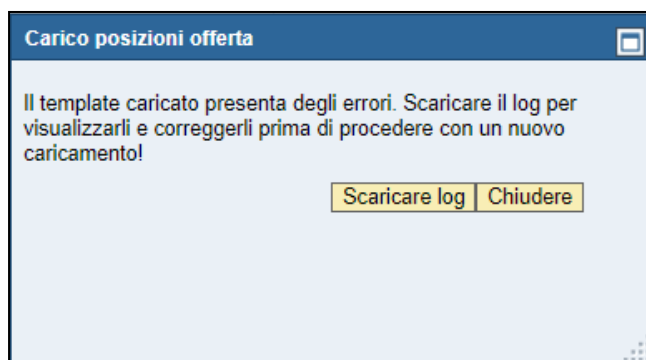 Carico posizioni offerta
Il template caricato presenta degli errori. Scaricare il log per
visualizzarli e correggerli prima di procedere con un nuovo
caricamento!
Scaricare log Chiudere